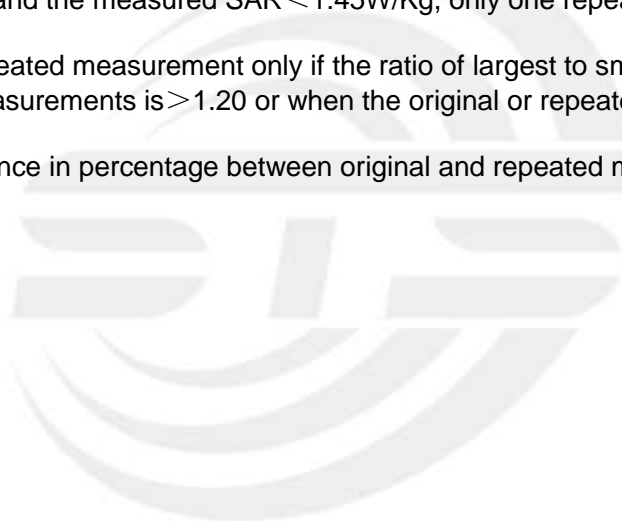 and the measured SAR＜1.45W/Kg, only one repea
eated measurement only if the ratio of largest to sm
asurements is＞1.20 or when the original or repeate
nce in percentage between original and repeated m